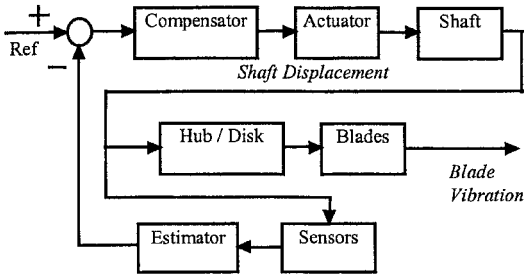 +
Ref
−
Compensator
Actuator
Shaft
Shaft Displacement
Hub / Disk
Blades
Blade
Vibration
Estimator
Sensors